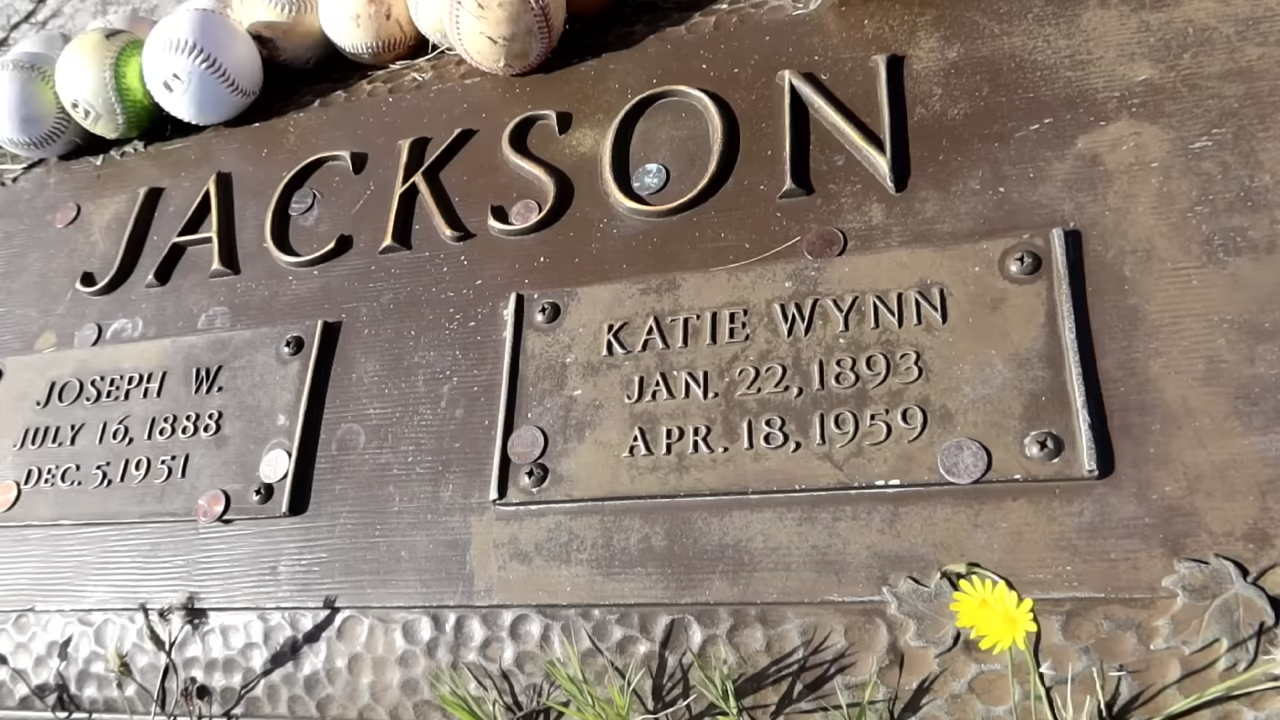 JACKSON
JOSEPH W.
JULY 16, 1888
DEC. 5, 1951
KATIE WYNN
JAN. 22, 1893
APR. 18, 1959